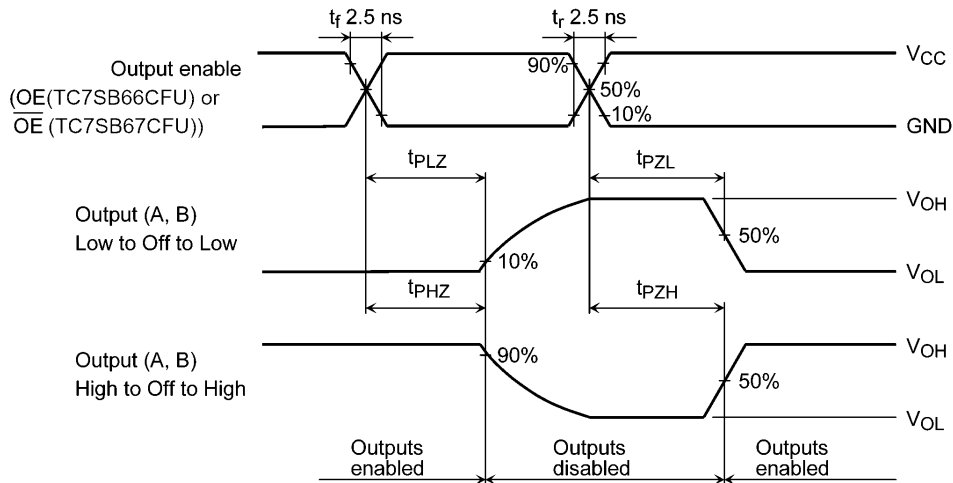 tf 2.5 ns
tr 2.5 ns
Output enable
(OE(TC7SB66CFU) or
OE (TC7SB67CFU))
90%
50%
10%
VCC
GND
tPLZ
tPZL
Output (A, B)
Low to Off to Low
10%
50%
VOH
VOL
tPHZ
tPZH
Output (A, B)
High to Off to High
90%
50%
VOH
VOL
Outputs
enabled
Outputs
disabled
Outputs
enabled